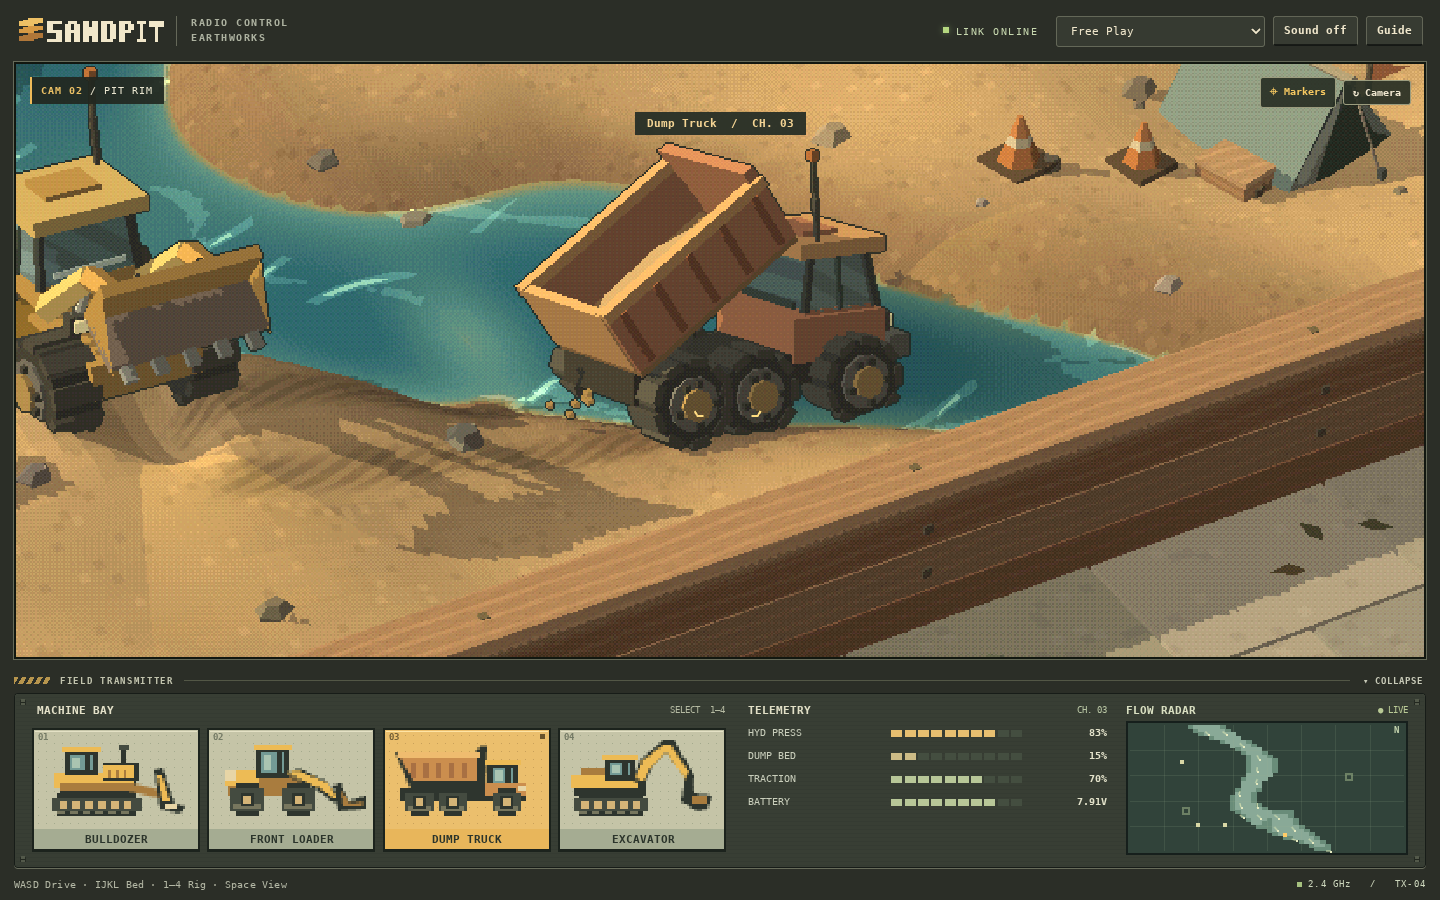 SANDPIT
RADIO CONTROL
EARTHWORKS
LINK ONLINE
Free Play
Sound off
Guide
CAM 02 / PIT RIM
Markers
Camera
Dump Truck / CH. 03
FIELD TRANSMITTER
COLLAPSE
MACHINE BAY
SELECT 1–4
01
BULLDOZER
02
FRONT LOADER
03
DUMP TRUCK
04
EXCAVATOR
TELEMETRY
CH. 03
HYD PRESS
83%
DUMP BED
15%
TRACTION
70%
BATTERY
7.91V
FLOW RADAR
LIVE
N
WASD Drive · IJKL Bed · 1–4 Rig · Space View
2.4 GHz / TX-04